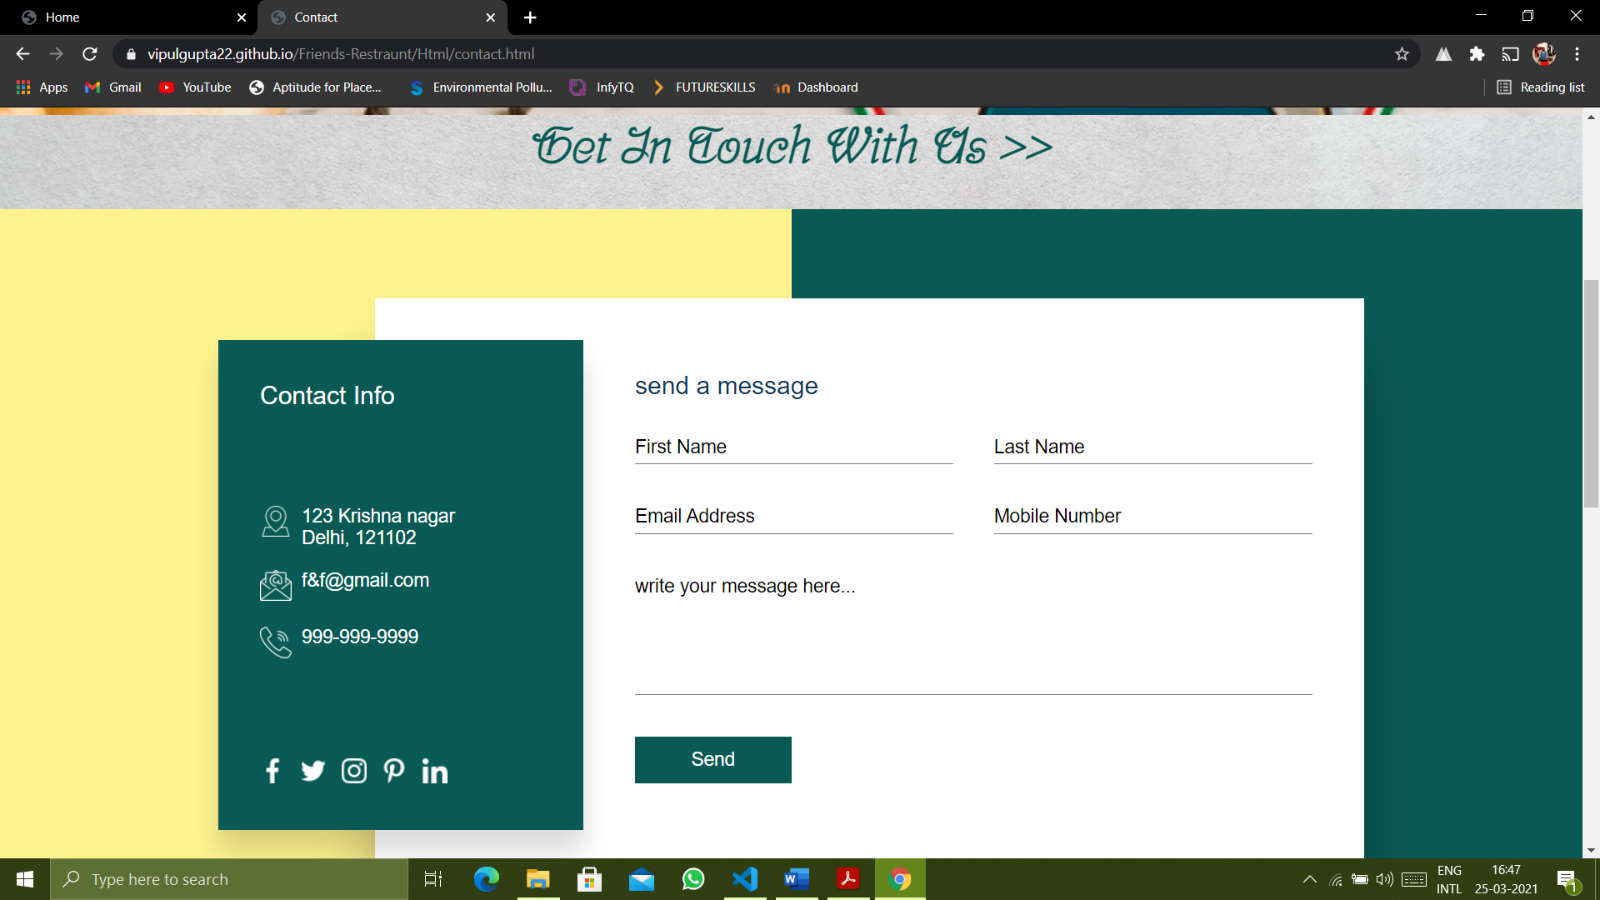 Home
Contact
vipulgupta22.github.io/Friends-Restraunt/Html/contact.html
Apps
Gmail
YouTube
Aptitude for Place...
Environmental Pollu...
InfyTQ
FUTURESKILLS
Dashboard
Reading list
Get In Touch With Us >>
Contact Info
123 Krishna nagar
Delhi, 121102
f&f@gmail.com
999-999-9999
send a message
First Name
Last Name
Email Address
Mobile Number
write your message here...
Send
Type here to search
ENG
INTL
16:47
25-03-2021
1